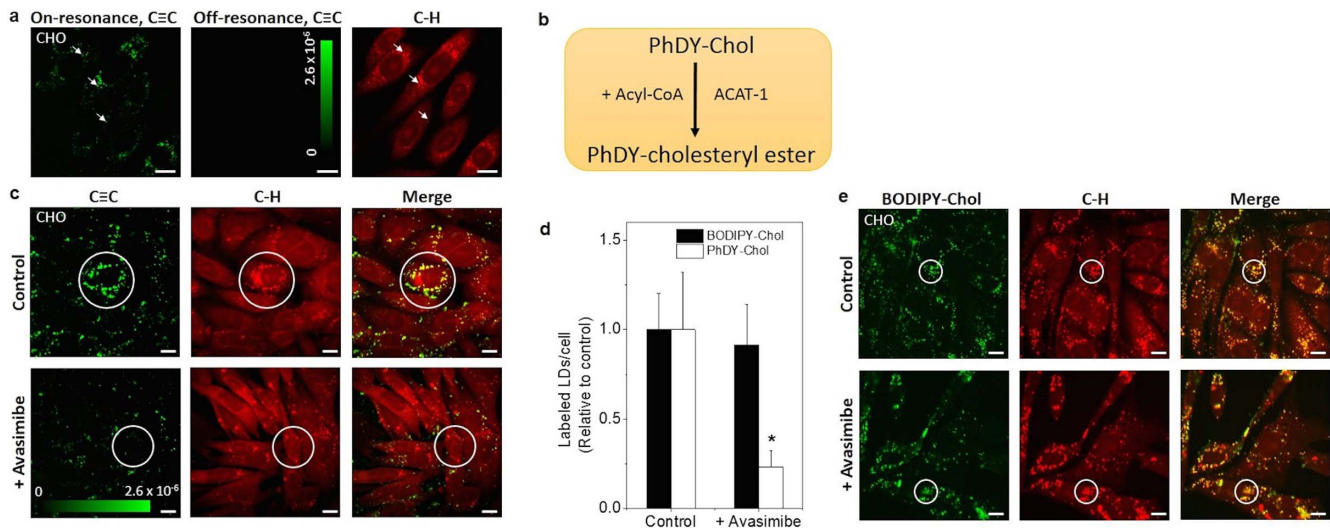 a
On-resonance, C≡C
Off-resonance, C≡C
C-H
CHO
0
2.6 x 10-6
b
PhDY-Chol
+ Acyl-CoA
ACAT-1
PhDY-cholesteryl ester
c
C≡C
C-H
Merge
Control
CHO
+ Avasimibe
0
2.6 x 10-6
d
Labeled LDs/cell
(Relative to control)
1.5
1.0
0.5
0.0
BODIPY-Chol
PhDY-Chol
*
Control
+ Avasimibe
e
BODIPY-Chol
C-H
Merge
Control
CHO
+ Avasimibe